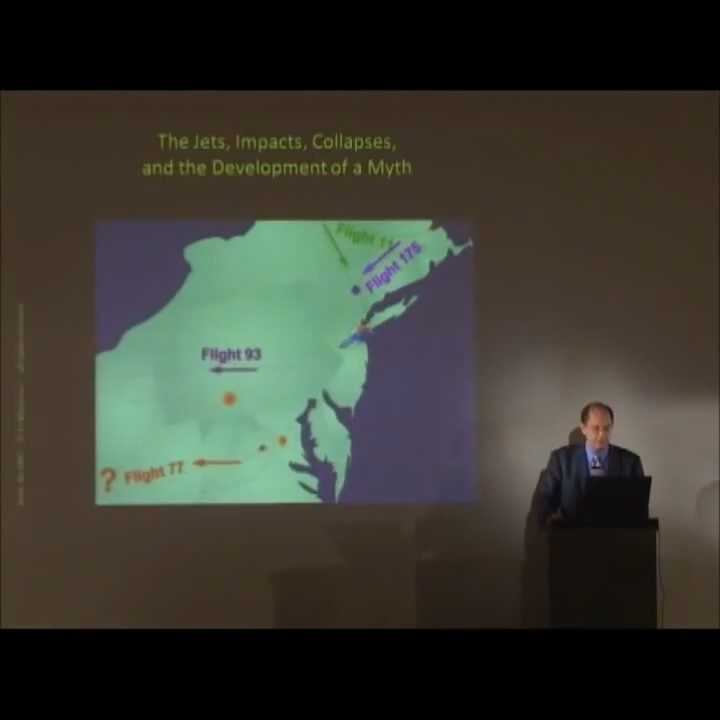 The Jets, Impacts, Collapses,
and the Development of a Myth
Flight 11
Flight 175
Flight 93
? Flight 77